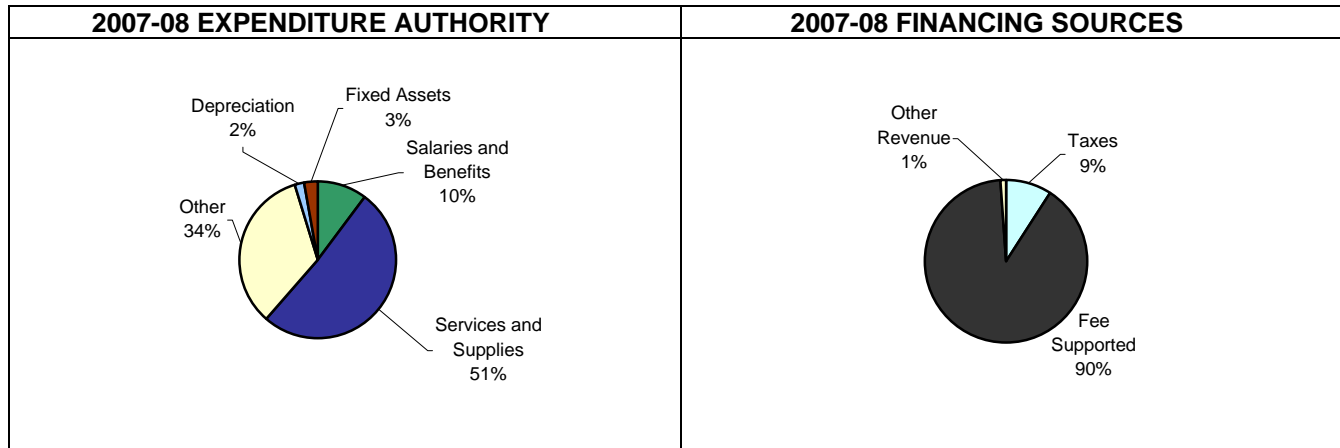 2007-08 EXPENDITURE AUTHORITY
Depreciation
2%
Fixed Assets
3%
Salaries and
Benefits
10%
Other
34%
Services and
Supplies
51%
2007-08 FINANCING SOURCES
Other
Revenue
1%
Taxes
9%
Fee
Supported
90%